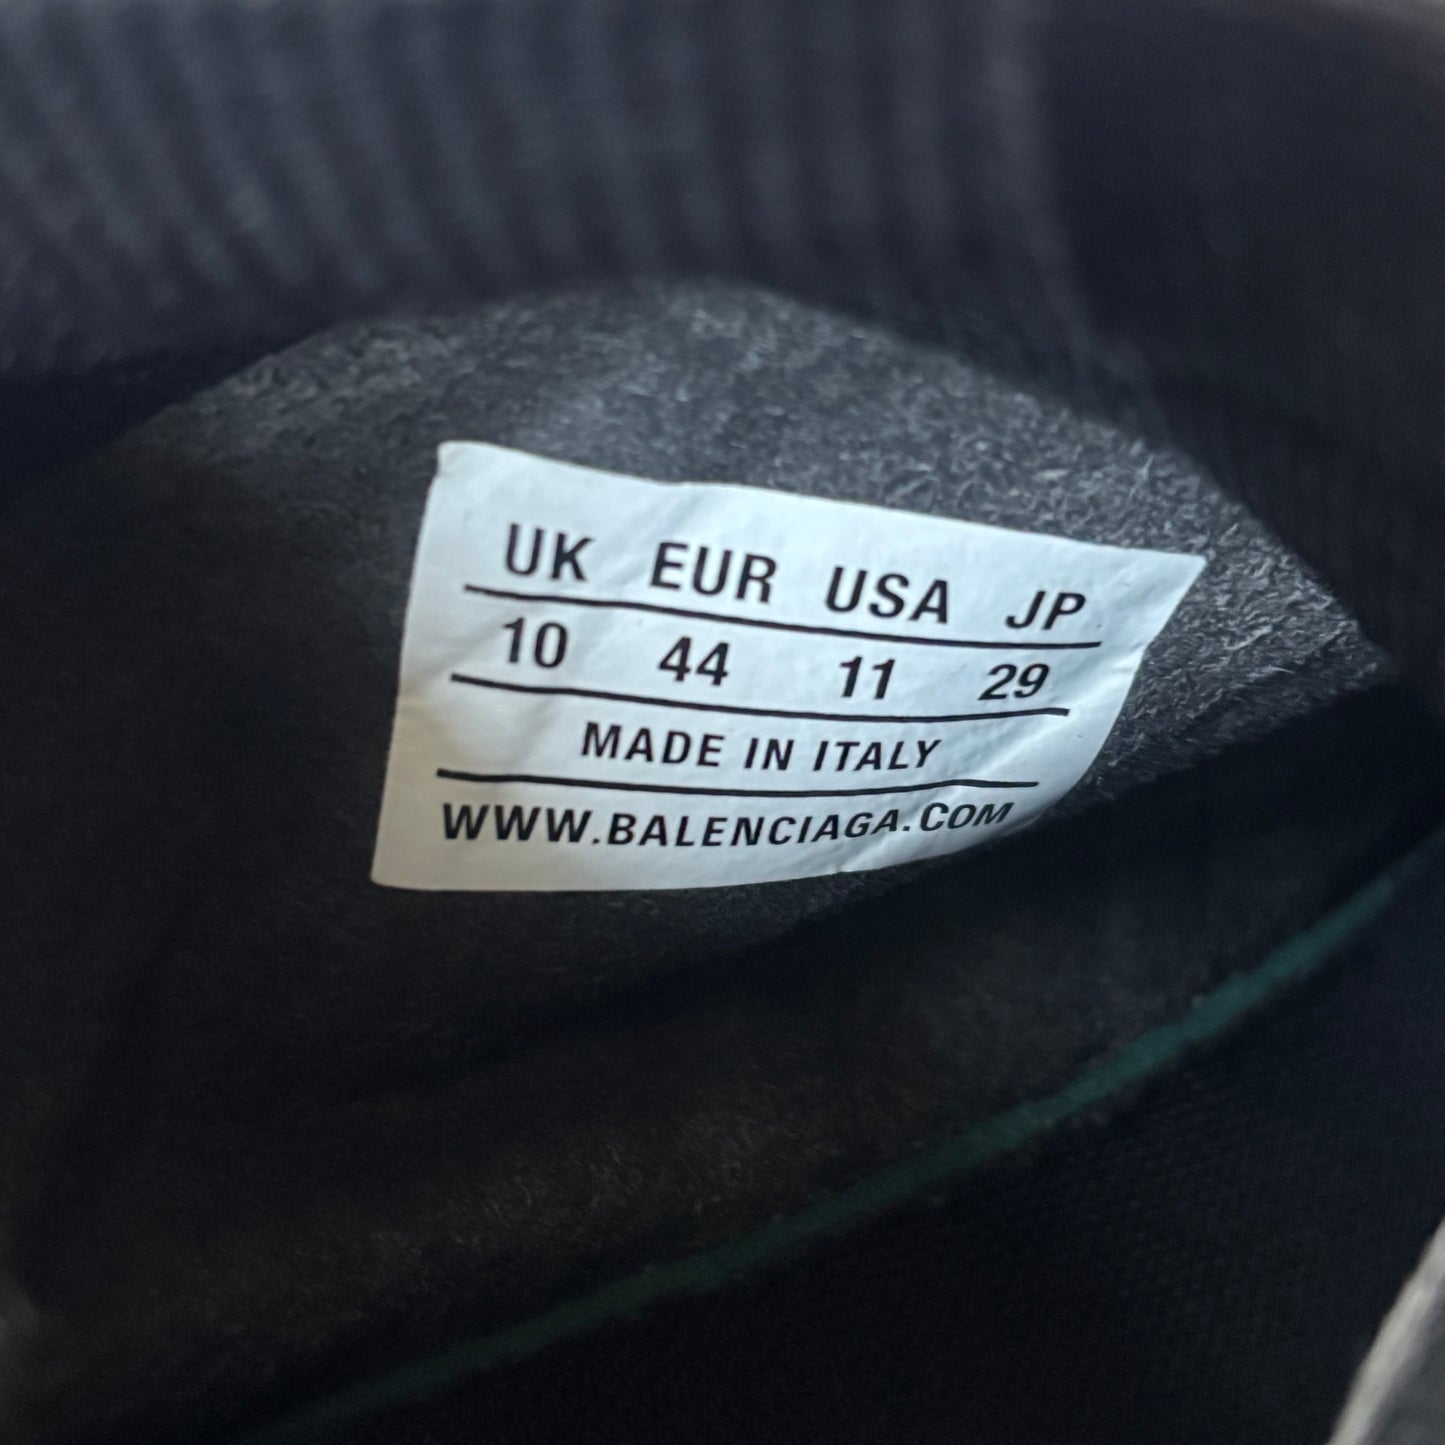 UK EUR USA JP
10 44 11 29
MADE IN ITALY
WWW.BALENCIAGA.COM